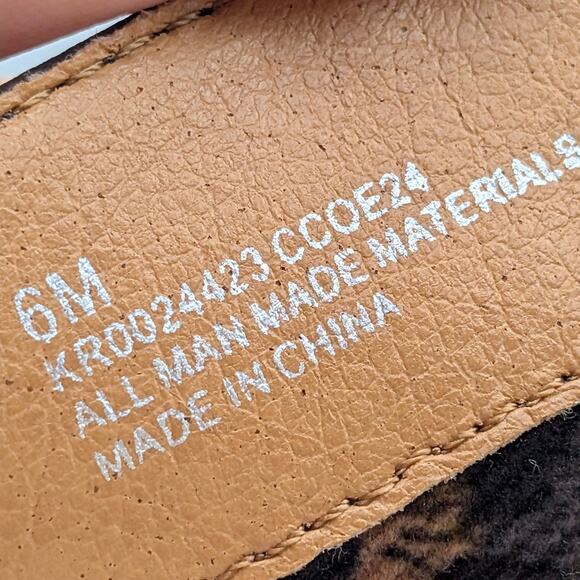 6M
KR0024423 CCOE24
ALL MAN MADE MATERIALS
MADE IN CHINA